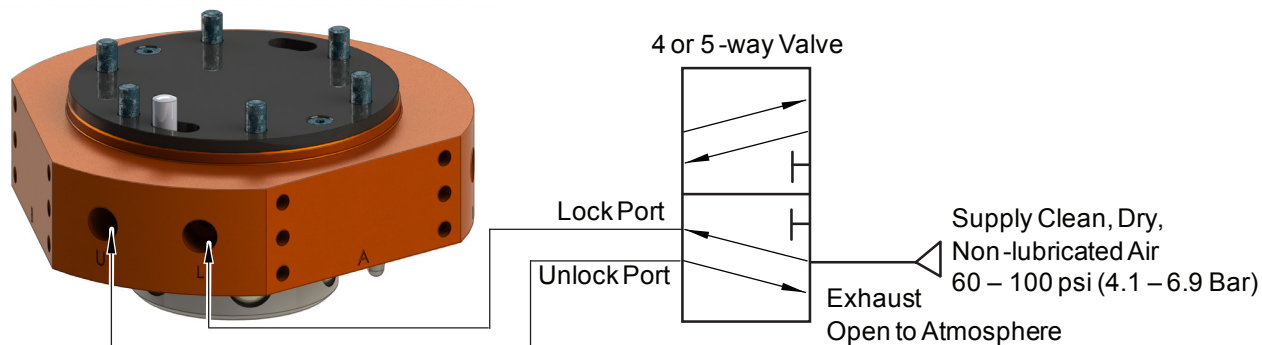 4 or 5-way Valve
Lock Port
Unlock Port
Supply Clean, Dry,
Non-lubricated Air
60 – 100 psi (4.1 – 6.9 Bar)
Exhaust
Open to Atmosphere
U
L
A